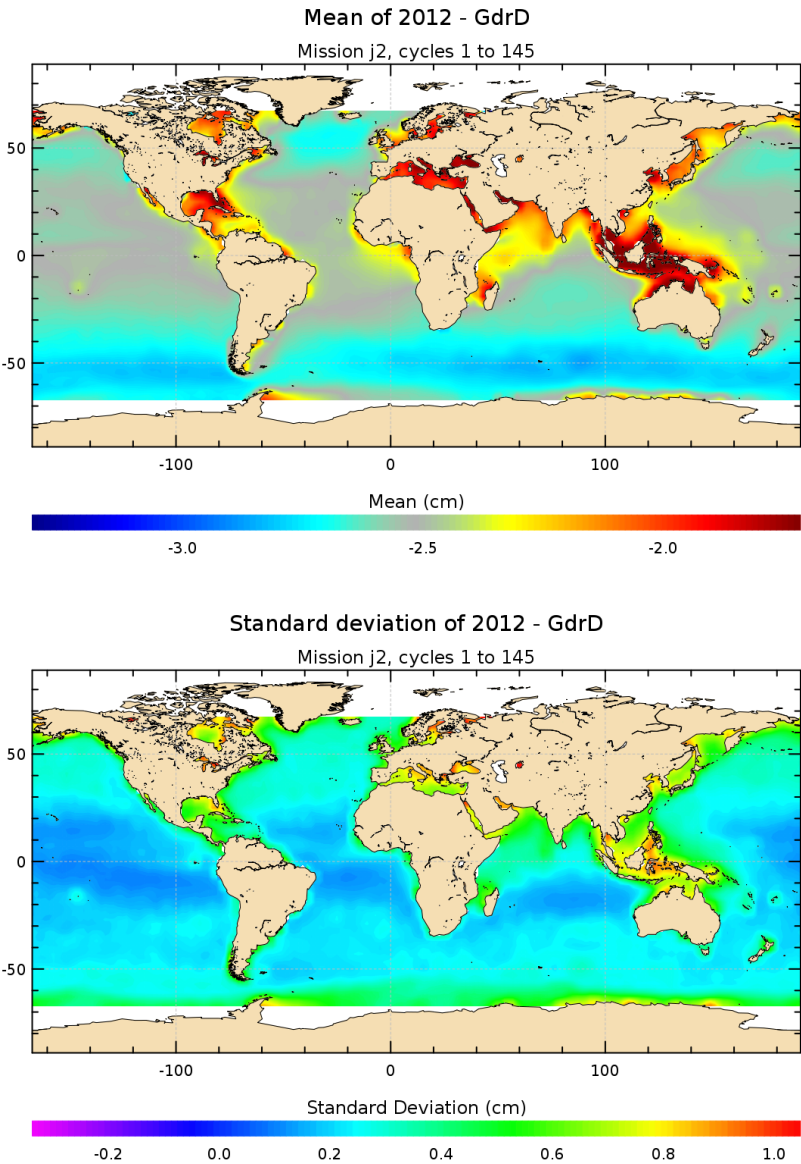 Mean of 2012 - GdrD
Mission j2, cycles 1 to 145
50
0
-50
-100 0 100
Mean (cm)
-3.0 -2.5 -2.0
Standard deviation of 2012 - GdrD
Mission j2, cycles 1 to 145
50
0
-50
-100 0 100
Standard Deviation (cm)
-0.2 0.0 0.2 0.4 0.6 0.8 1.0